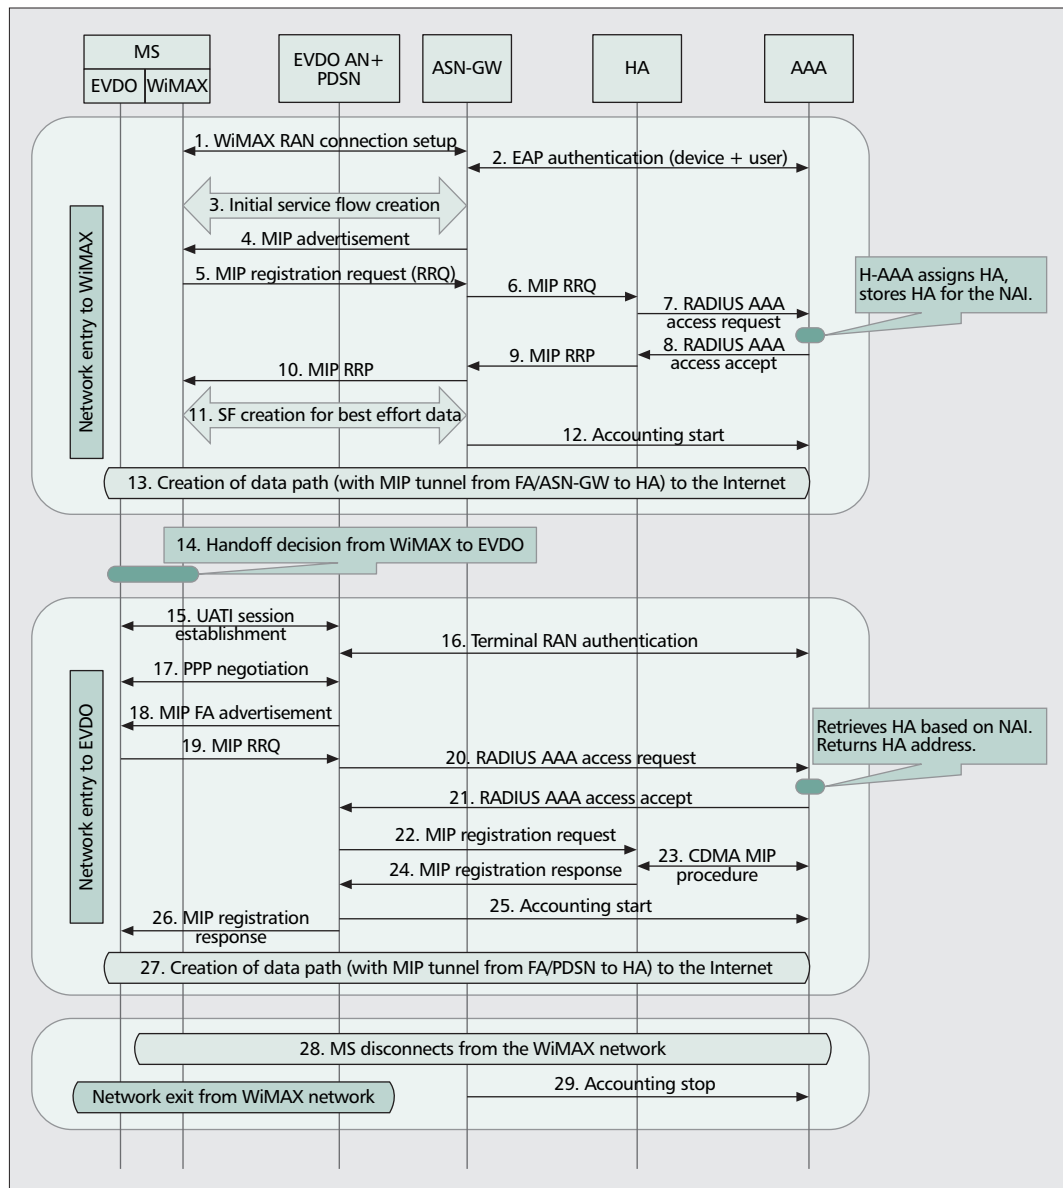 MS
EVDO
WiMAX
EVDO AN+
PDSN
ASN-GW
HA
AAA
1. WiMAX RAN connection setup
2. EAP authentication (device + user)
3. Initial service flow creation
4. MIP advertisement
5. MIP registration request (RRQ)
6. MIP RRQ
H-AAA assigns HA,
stores HA for the NAI.
7. RADIUS AAA
access request
8. RADIUS AAA
access accept
9. MIP RRP
10. MIP RRP
11. SF creation for best effort data
12. Accounting start
Network entry to WiMAX
13. Creation of data path (with MIP tunnel from FA/ASN-GW to HA) to the Internet
14. Handoff decision from WiMAX to EVDO
15. UATI session
establishment
16. Terminal RAN authentication
17. PPP negotiation
18. MIP FA advertisement
19. MIP RRQ
20. RADIUS AAA access request
Retrieves HA based on NAI.
Returns HA address.
21. RADIUS AAA access accept
22. MIP registration request
23. CDMA MIP
procedure
24. MIP registration response
25. Accounting start
26. MIP registration
response
Network entry to EVDO
27. Creation of data path (with MIP tunnel from FA/PDSN to HA) to the Internet
28. MS disconnects from the WiMAX network
29. Accounting stop
Network exit from WiMAX network